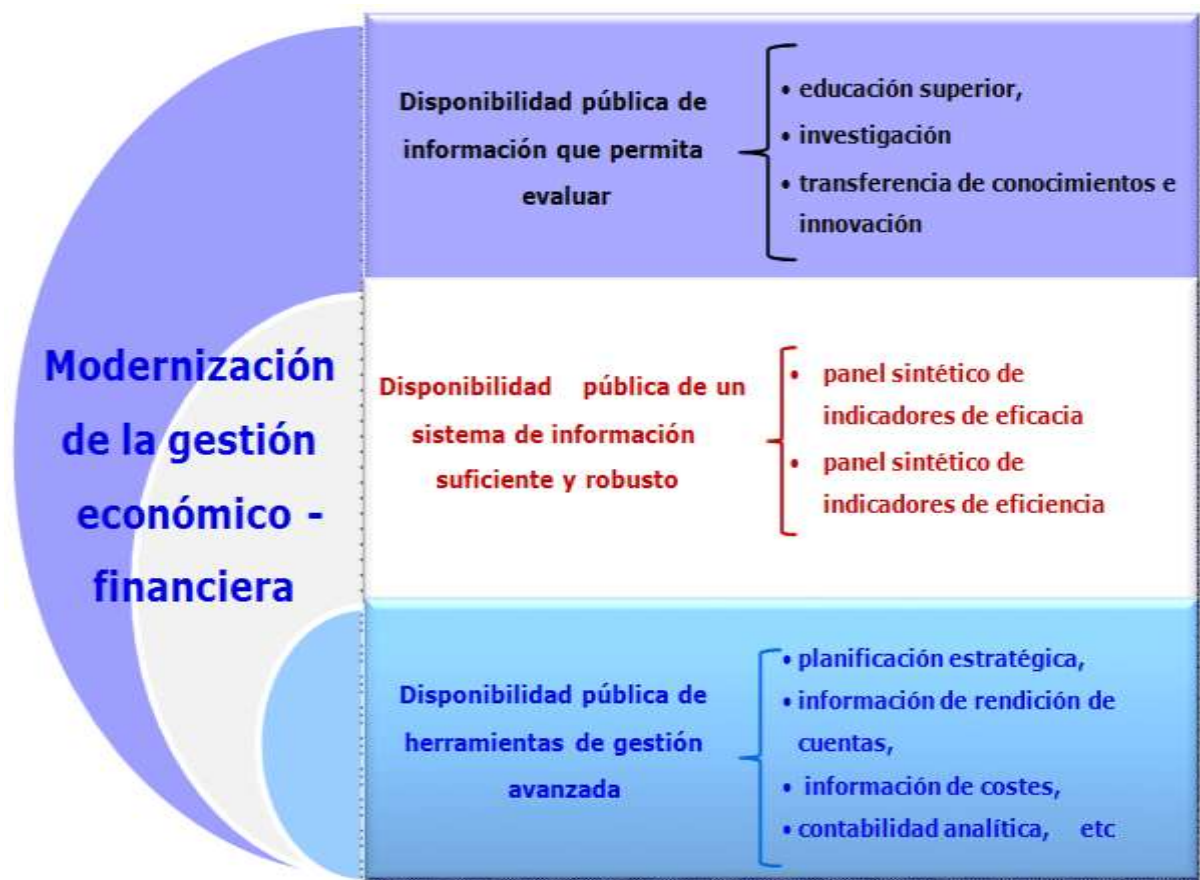 Modernización
de la gestión
económico -
financiera
Disponibilidad pública de
información que permita
evaluar
• educación superior,
• investigación
• transferencia de conocimientos e
innovación
Disponibilidad pública de un
sistema de información
suficiente y robusto
• panel sintético de
indicadores de eficacia
• panel sintético de
indicadores de eficiencia
Disponibilidad pública de
herramientas de gestión
avanzada
• planificación estratégica,
• información de rendición de
cuentas,
• información de costes,
• contabilidad analítica, etc